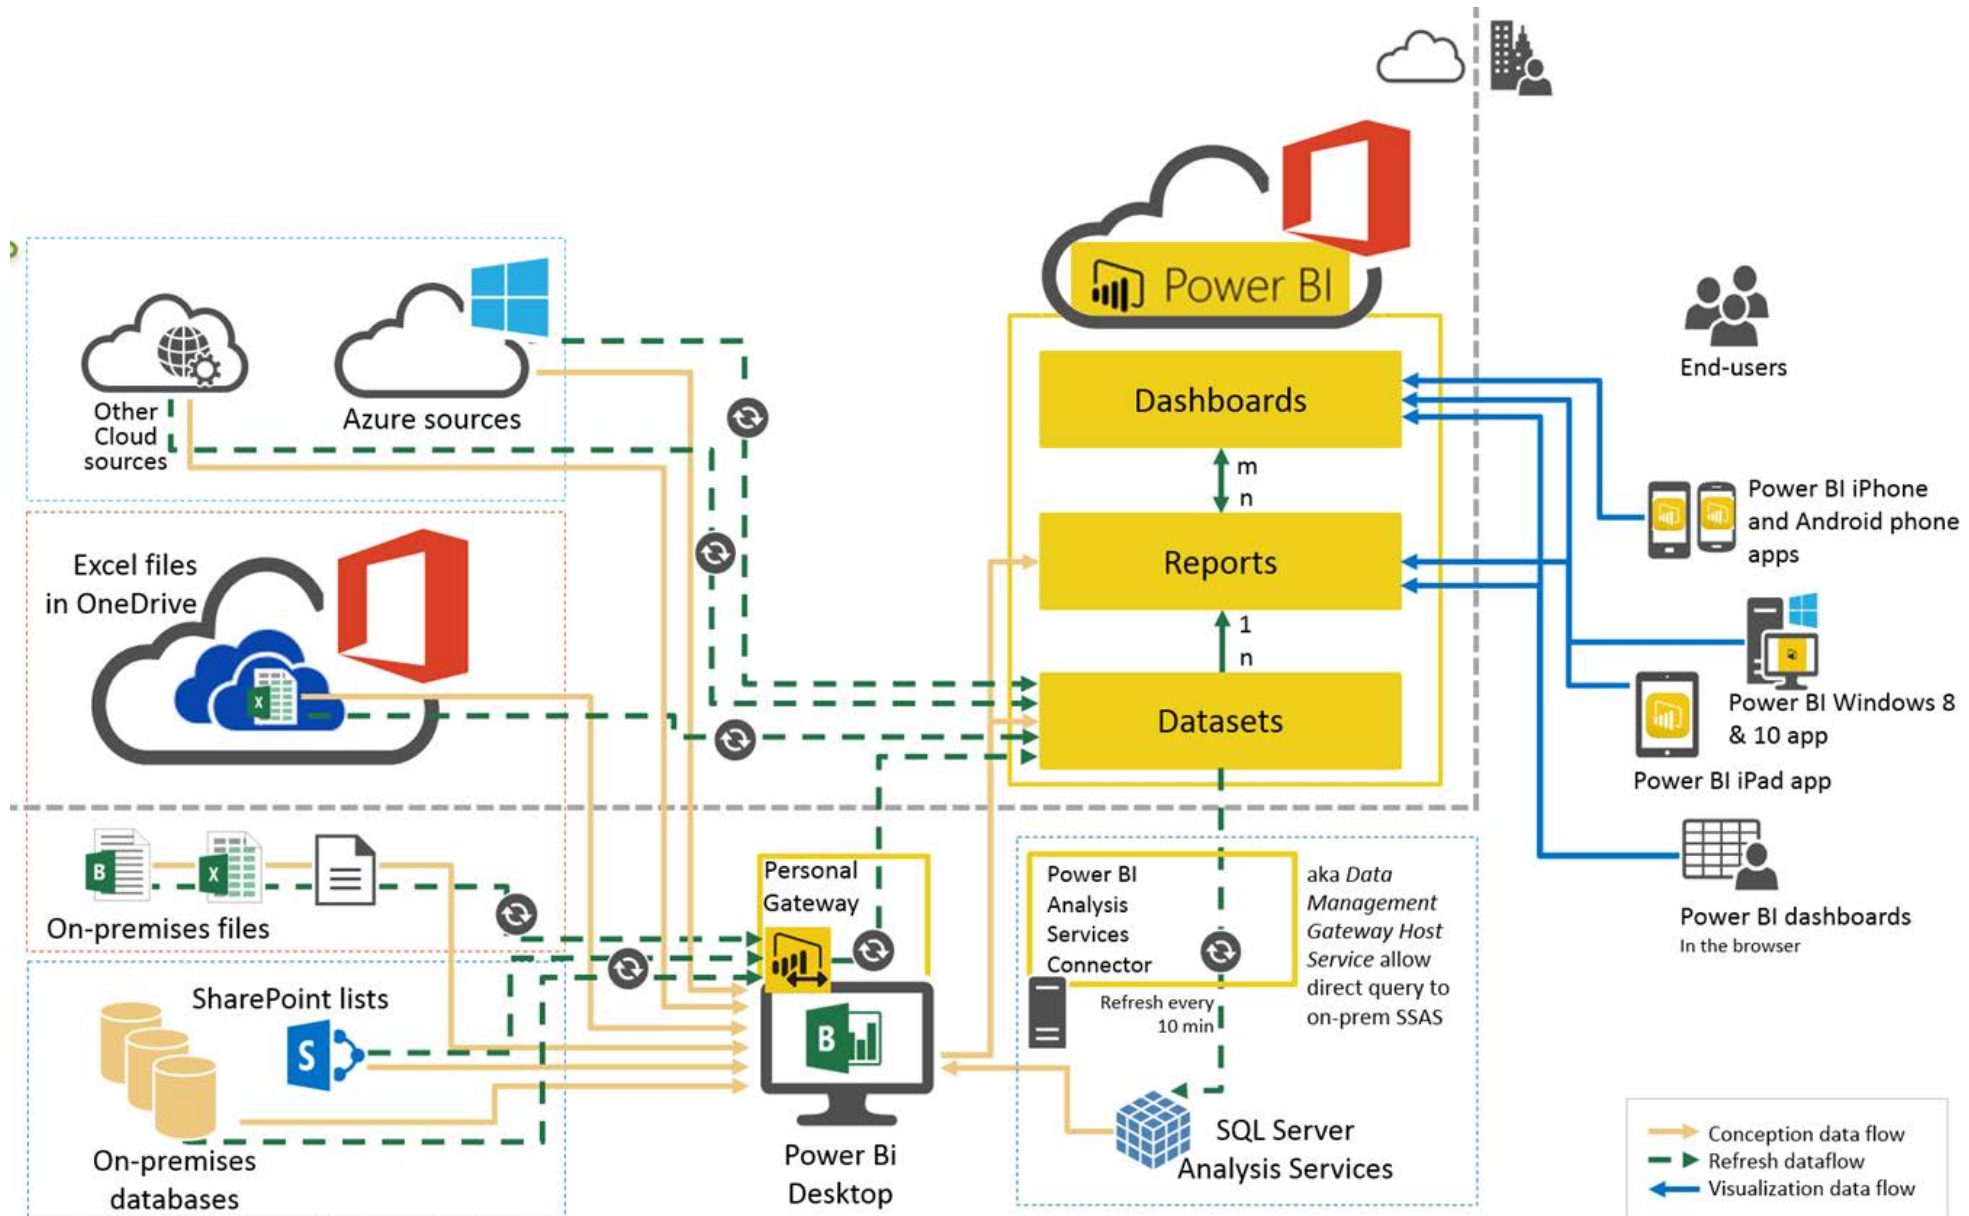 Power BI
Dashboards
m
n
Reports
1
n
Datasets
Other
Cloud
sources
Azure sources
Excel files
in OneDrive
X
B
X
On-premises files
SharePoint lists
S
On-premises
databases
Personal
Gateway
B
Power Bi
Desktop
Power BI
Analysis
Services
Connector
Refresh every
10 min
aka Data
Management
Gateway Host
Service allow
direct query to
on-prem SSAS
SQL Server
Analysis Services
End-users
Power BI iPhone
and Android phone
apps
Power BI Windows 8
& 10 app
Power BI iPad app
Power BI dashboards
In the browser
Conception data flow
Refresh dataflow
Visualization data flow